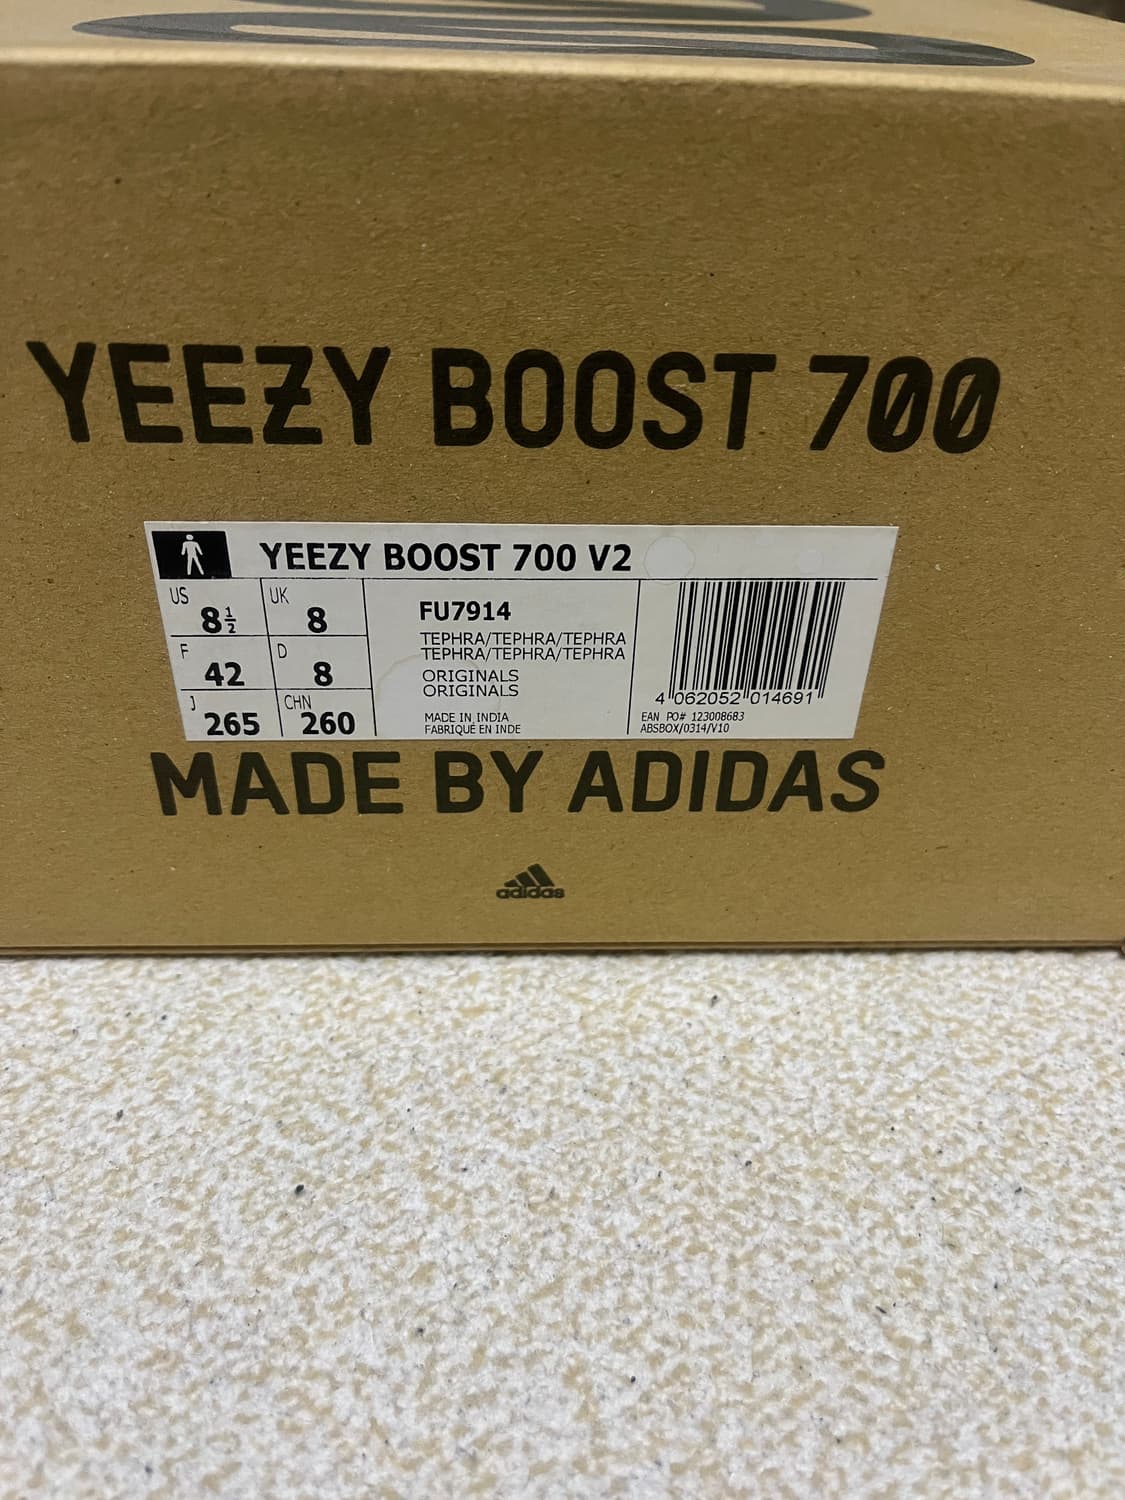 YEEZY BOOST 700
YEEZY BOOST 700 V2
US 8½ UK 8
F 42 D 8
J 265 CHN 260
FU7914
TEPHRA/TEPHRA/TEPHRA
TEPHRA/TEPHRA/TEPHRA
ORIGINALS
ORIGINALS
MADE IN INDIA
FABRIQUÉ EN INDE
4 062052 014691
EAN PO# 123008683
ABSBOX/0314/V10
MADE BY ADIDAS
adidas